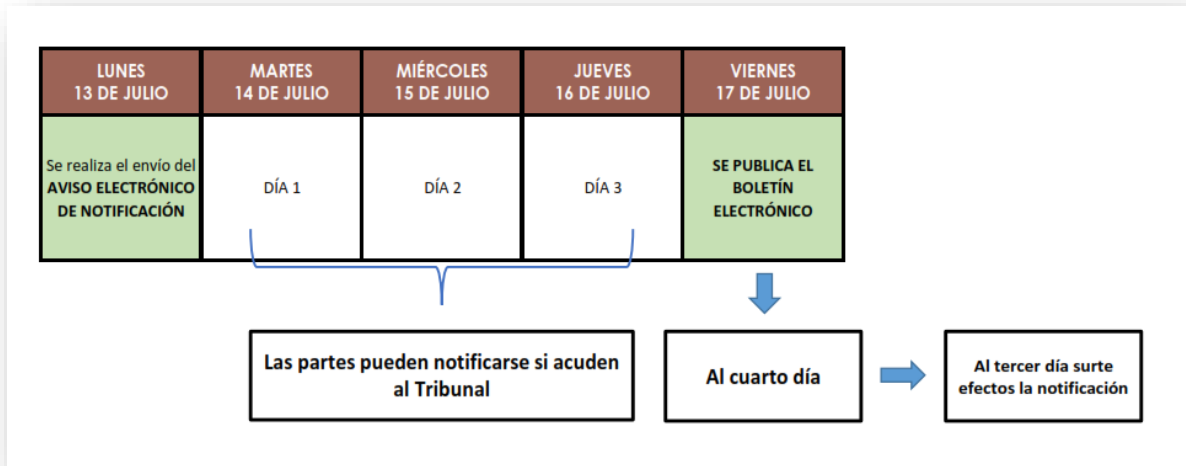 LUNES
13 DE JULIO
MARTES
14 DE JULIO
MIÉRCOLES
15 DE JULIO
JUEVES
16 DE JULIO
VIERNES
17 DE JULIO
Se realiza el envío del
AVISO ELECTRÓNICO
DE NOTIFICACIÓN
DÍA 1
DÍA 2
DÍA 3
SE PUBLICA EL
BOLETÍN
ELECTRÓNICO
Las partes pueden notificarse si acuden
al Tribunal
Al cuarto día
Al tercer día surte
efectos la notificación